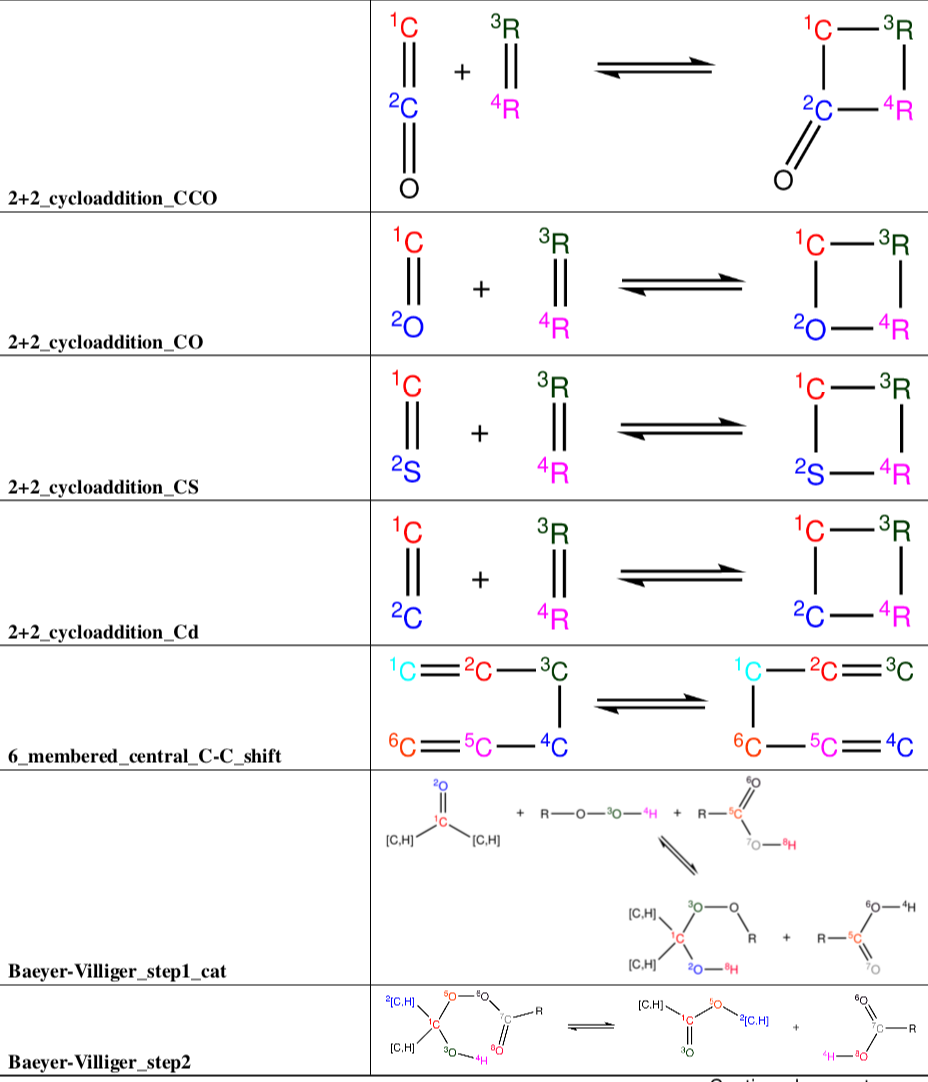 ¹C ³R
+
²C ⁴R
O
¹C ³R
²C ⁴R
O
2+2_cycloaddition_CCO
¹C ³R
+
²O ⁴R
¹C ³R
²O ⁴R
2+2_cycloaddition_CO
¹C ³R
+
²S ⁴R
¹C ³R
²S ⁴R
2+2_cycloaddition_CS
¹C ³R
+
²C ⁴R
¹C ³R
²C ⁴R
2+2_cycloaddition_Cd
¹C ²C ³C
⁶C ⁵C ⁴C
¹C ²C ³C
⁶C ⁵C ⁴C
6_membered_central_C-C_shift
²O
¹C
[C,H] [C,H]
+
R O ³O ⁴H
+
⁶O
R ⁵C
⁷O ⁸H
[C,H] ³O O
¹C R
[C,H] ²O ⁸H
+
⁶O ⁴H
R ⁵C
⁷O
Baeyer-Villiger_step1_cat
²[C,H] ⁵O ⁶O
¹C ⁷C R
[C,H] ³O ⁴H ⁸O
[C,H] ⁵O
¹C ²[C,H]
³O
+
⁶O
⁷C R
⁴H ⁸O
Baeyer-Villiger_step2